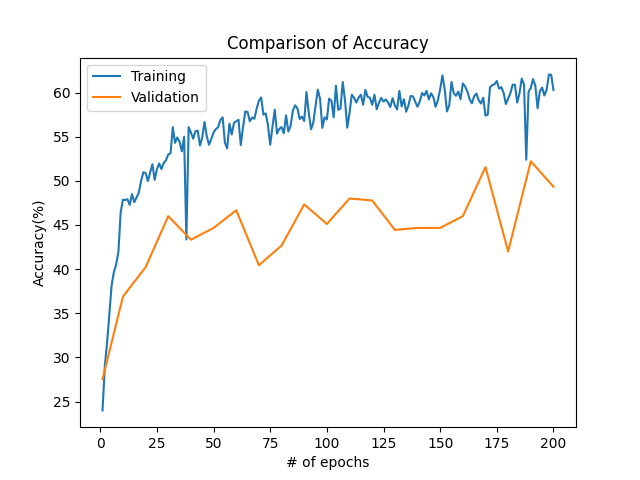 Comparison of Accuracy
Training
Validation
Accuracy(%)
60
55
50
45
40
35
30
25
0 25 50 75 100 125 150 175 200
# of epochs